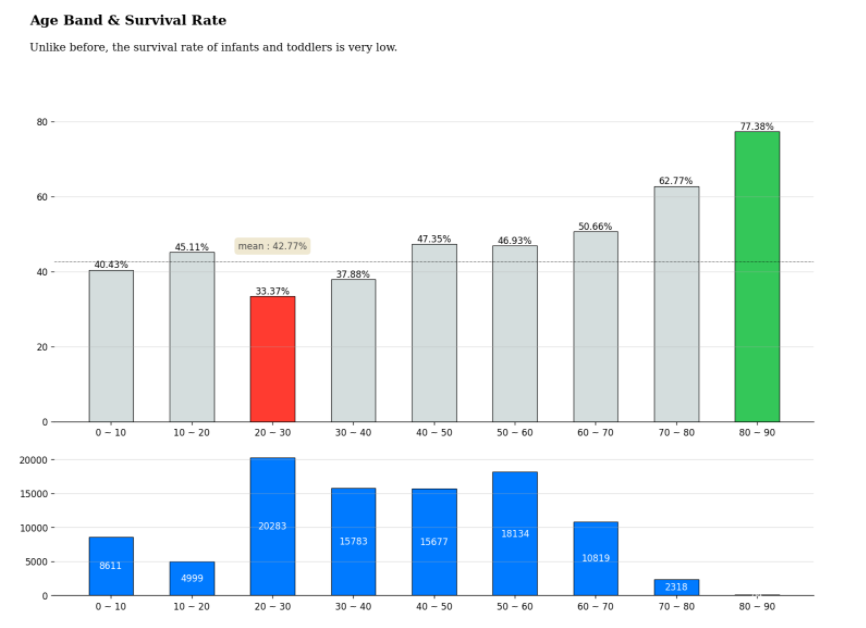 Age Band & Survival Rate
Unlike before, the survival rate of infants and toddlers is very low.
80
60
40
20
0
40.43%
45.11%
33.37%
37.88%
47.35%
46.93%
50.66%
62.77%
77.38%
mean : 42.77%
0 − 10
10 − 20
20 − 30
30 − 40
40 − 50
50 − 60
60 − 70
70 − 80
80 − 90
20000
15000
10000
5000
0
8611
4999
20283
15783
15677
18134
10819
2318
0 − 10
10 − 20
20 − 30
30 − 40
40 − 50
50 − 60
60 − 70
70 − 80
80 − 90